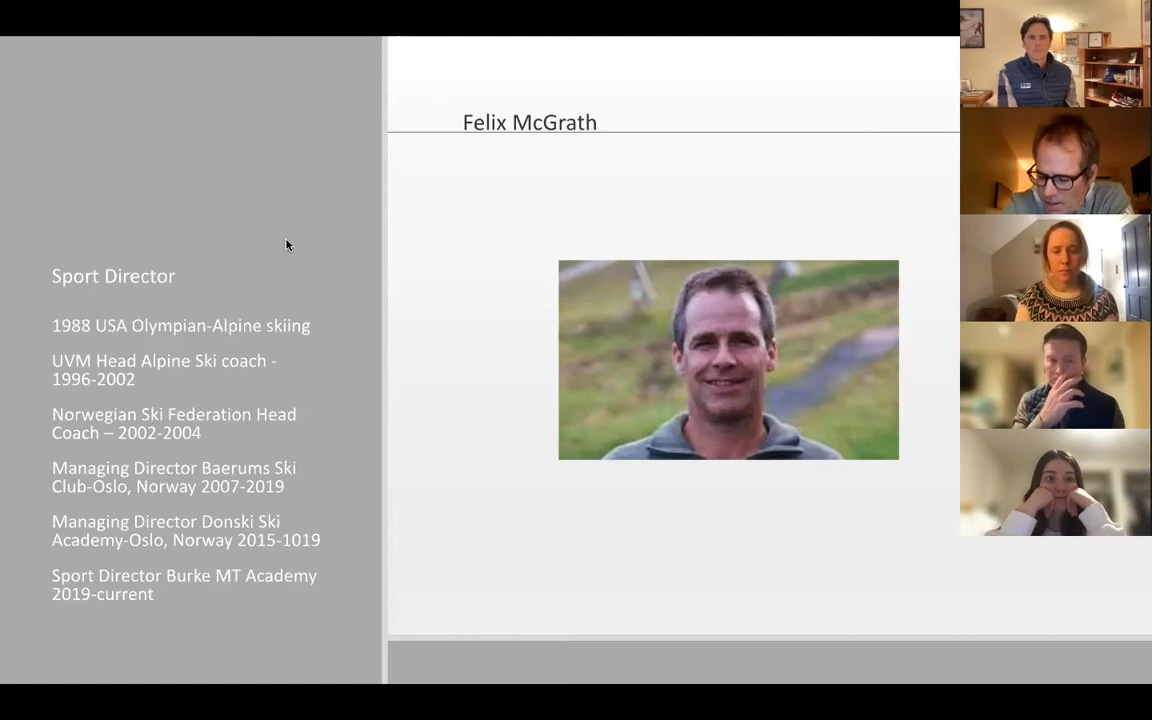 Felix McGrath
Sport Director
1988 USA Olympian-Alpine skiing
UVM Head Alpine Ski coach -
1996-2002
Norwegian Ski Federation Head
Coach – 2002-2004
Managing Director Baerums Ski
Club-Oslo, Norway 2007-2019
Managing Director Donski Ski
Academy-Oslo, Norway 2015-1019
Sport Director Burke MT Academy
2019-current